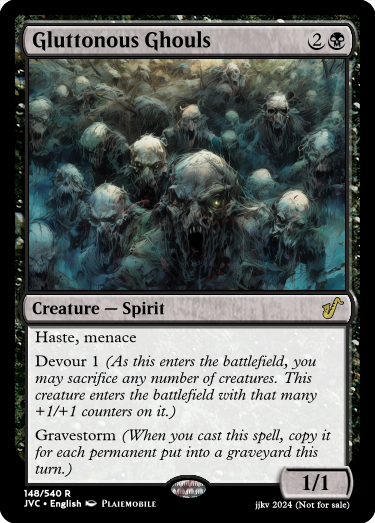 Gluttonous Ghouls 2
Creature — Spirit
Haste, menace
Devour 1 (As this enters the battlefield, you
may sacrifice any number of creatures. This
creature enters the battlefield with that many
+1/+1 counters on it.)
Gravestorm (When you cast this spell, copy it
for each permanent put into a graveyard this
turn.)
1/1
148/540 R
JVC • English PLAIEMOBILE
jjkv 2024 (Not for sale)